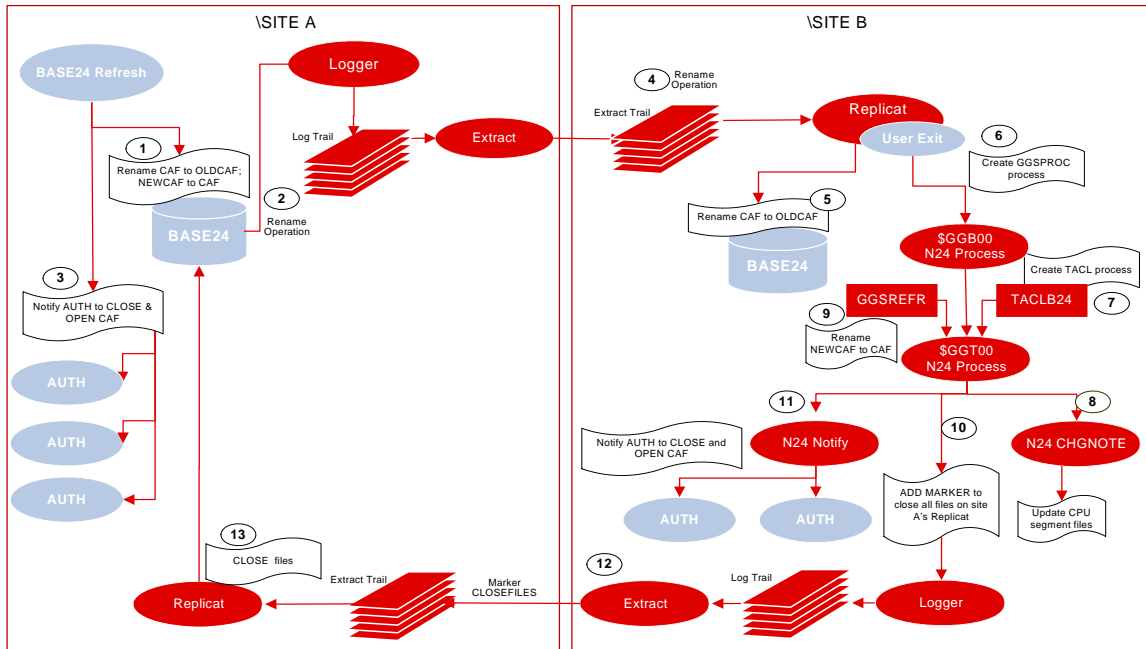 \SITE A
BASE24 Refresh
Logger
1
Rename CAF to OLDCAF;
NEWCAF to CAF
Log Trail
Extract
2
Rename
Operation
BASE24
3
Notify AUTH to CLOSE &
OPEN CAF
AUTH
AUTH
AUTH
13
CLOSE files
Replicat
Extract Trail
Marker
CLOSEFILES
\SITE B
4
Rename
Operation
Extract Trail
Replicat
User Exit
6
Create GGSPROC
process
5
Rename CAF to OLDCAF
BASE24
$GGB00
N24 Process
Create TACL process
GGSREFR
TACLB24
7
9
Rename
NEWCAF to CAF
$GGT00
N24 Process
11
8
10
N24 Notify
N24 CHGNOTE
Notify AUTH to CLOSE and
OPEN CAF
ADD MARKER to
close all files on site
A's Replicat
Update CPU
segment files
AUTH
AUTH
12
Extract
Log Trail
Logger